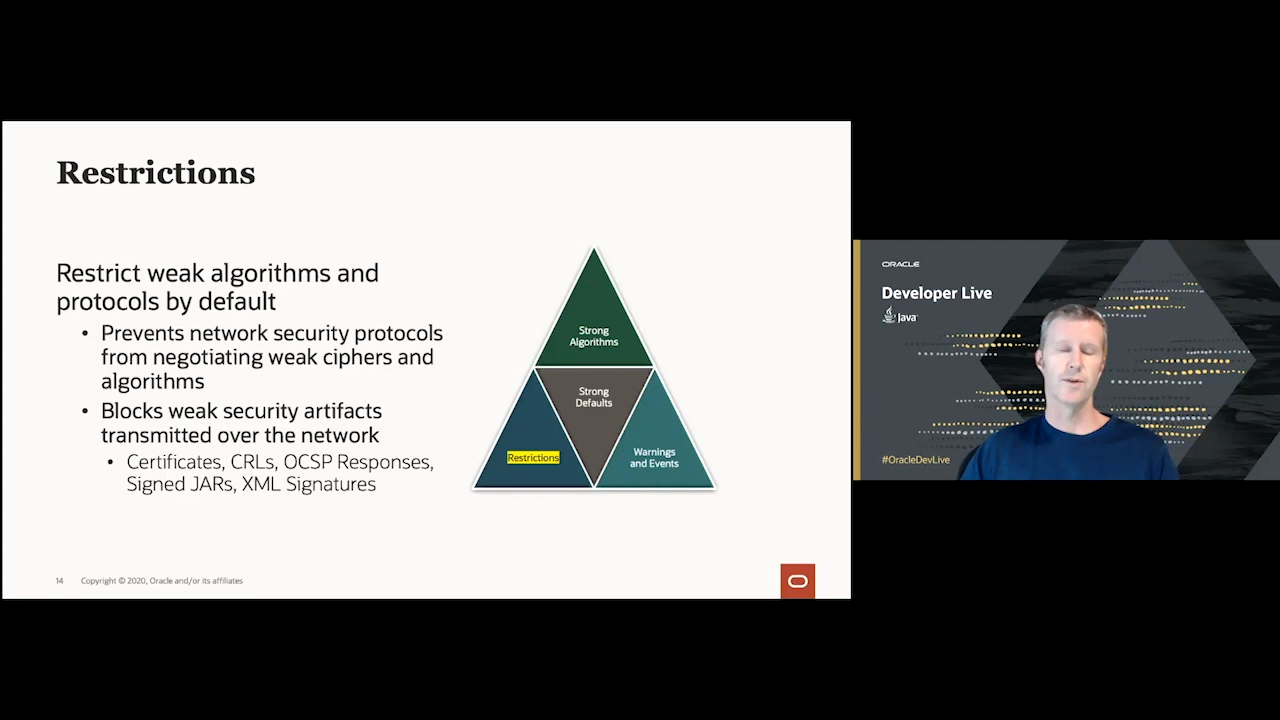 Restrictions
Restrict weak algorithms and
protocols by default
• Prevents network security protocols
from negotiating weak ciphers and
algorithms
• Blocks weak security artifacts
transmitted over the network
• Certificates, CRLs, OCSP Responses,
Signed JARs, XML Signatures
Strong
Algorithms
Strong
Defaults
Restrictions
Warnings
and Events
14 Copyright © 2020, Oracle and/or its affiliates
ORACLE
Developer Live
Java
#OracleDevLive